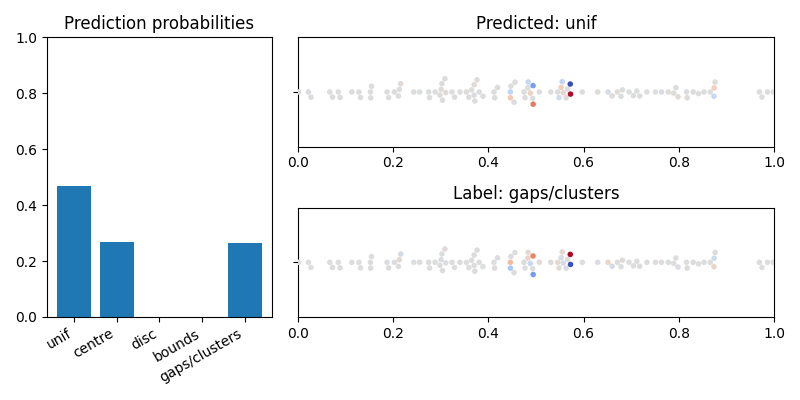 Prediction probabilities
1.0
0.8
0.6
0.4
0.2
0.0
unif
centre
disc
bounds
gaps/clusters
Predicted: unif
0.0 0.2 0.4 0.6 0.8 1.0
Label: gaps/clusters
0.0 0.2 0.4 0.6 0.8 1.0